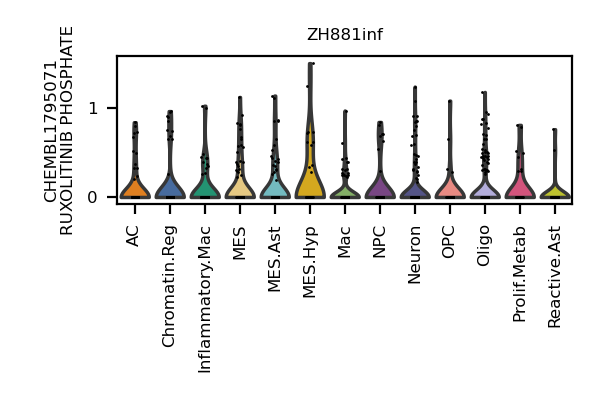 ZH881inf
CHEMBL1795071
RUXOLITINIB PHOSPHATE
1
0
AC
Chromatin.Reg
Inflammatory.Mac
MES
MES.Ast
MES.Hyp
Mac
NPC
Neuron
OPC
Oligo
Prolif.Metab
Reactive.Ast